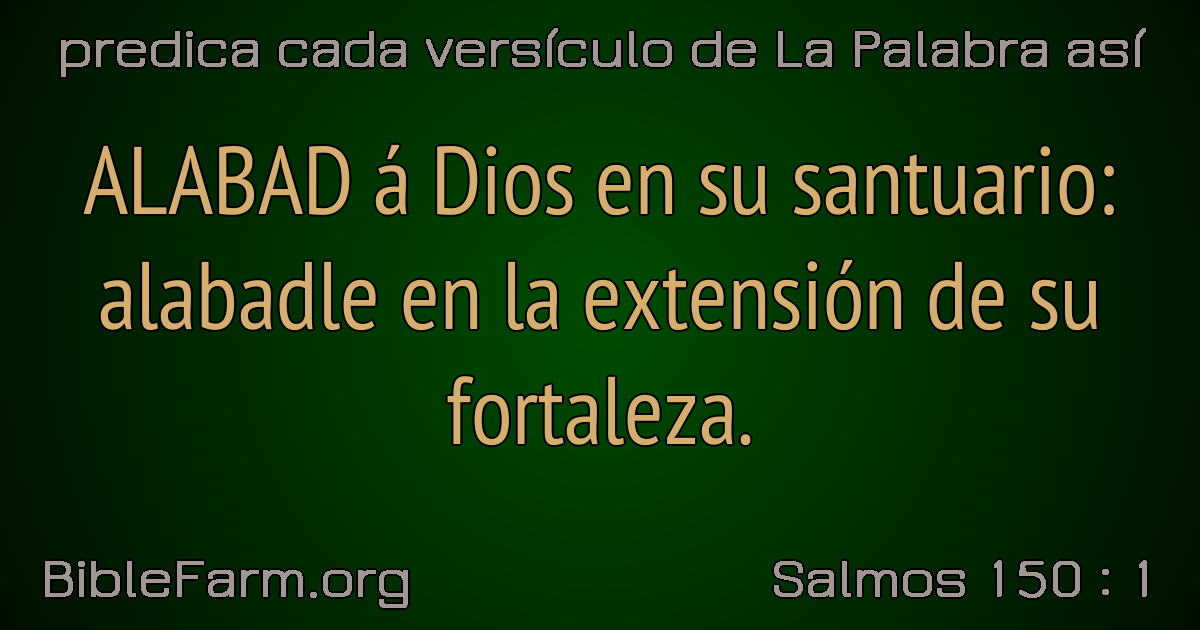 predica cada versículo de La Palabra así
ALABAD á Dios en su santuario:
alabadle en la extensión de su
fortaleza.
BibleFarm.org
Salmos 150 : 1